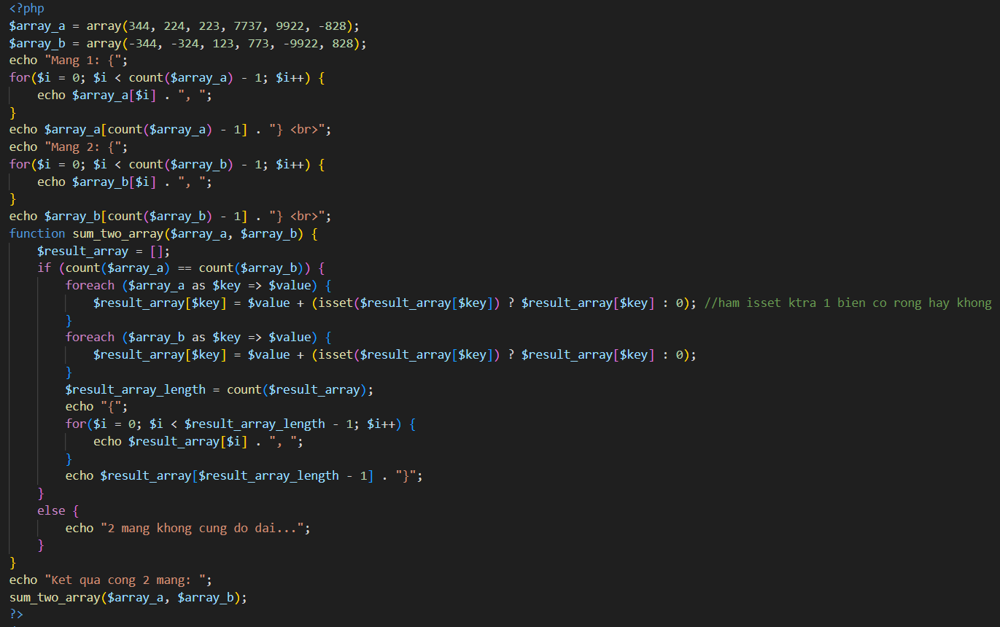 <?php
$array_a = array(344, 224, 223, 7737, 9922, -828);
$array_b = array(-344, -324, 123, 773, -9922, 828);
echo "Mang 1: {";
for($i = 0; $i < count($array_a) - 1; $i++) {
    echo $array_a[$i] . ", ";
}
echo $array_a[count($array_a) - 1] . "} <br>";
echo "Mang 2: {";
for($i = 0; $i < count($array_b) - 1; $i++) {
    echo $array_b[$i] . ", ";
}
echo $array_b[count($array_b) - 1] . "} <br>";
function sum_two_array($array_a, $array_b) {
    $result_array = [];
    if (count($array_a) == count($array_b)) {
        foreach ($array_a as $key => $value) {
            $result_array[$key] = $value + (isset($result_array[$key]) ? $result_array[$key] : 0); //ham isset ktra 1 bien co rong hay khong
        }
        foreach ($array_b as $key => $value) {
            $result_array[$key] = $value + (isset($result_array[$key]) ? $result_array[$key] : 0);
        }
        $result_array_length = count($result_array);
        echo "{";
        for($i = 0; $i < $result_array_length - 1; $i++) {
            echo $result_array[$i] . ", ";
        }
        echo $result_array[$result_array_length - 1] . "}";
    }
    else {
        echo "2 mang khong cung do dai...";
    }
}
echo "Ket qua cong 2 mang: ";
sum_two_array($array_a, $array_b);
?>